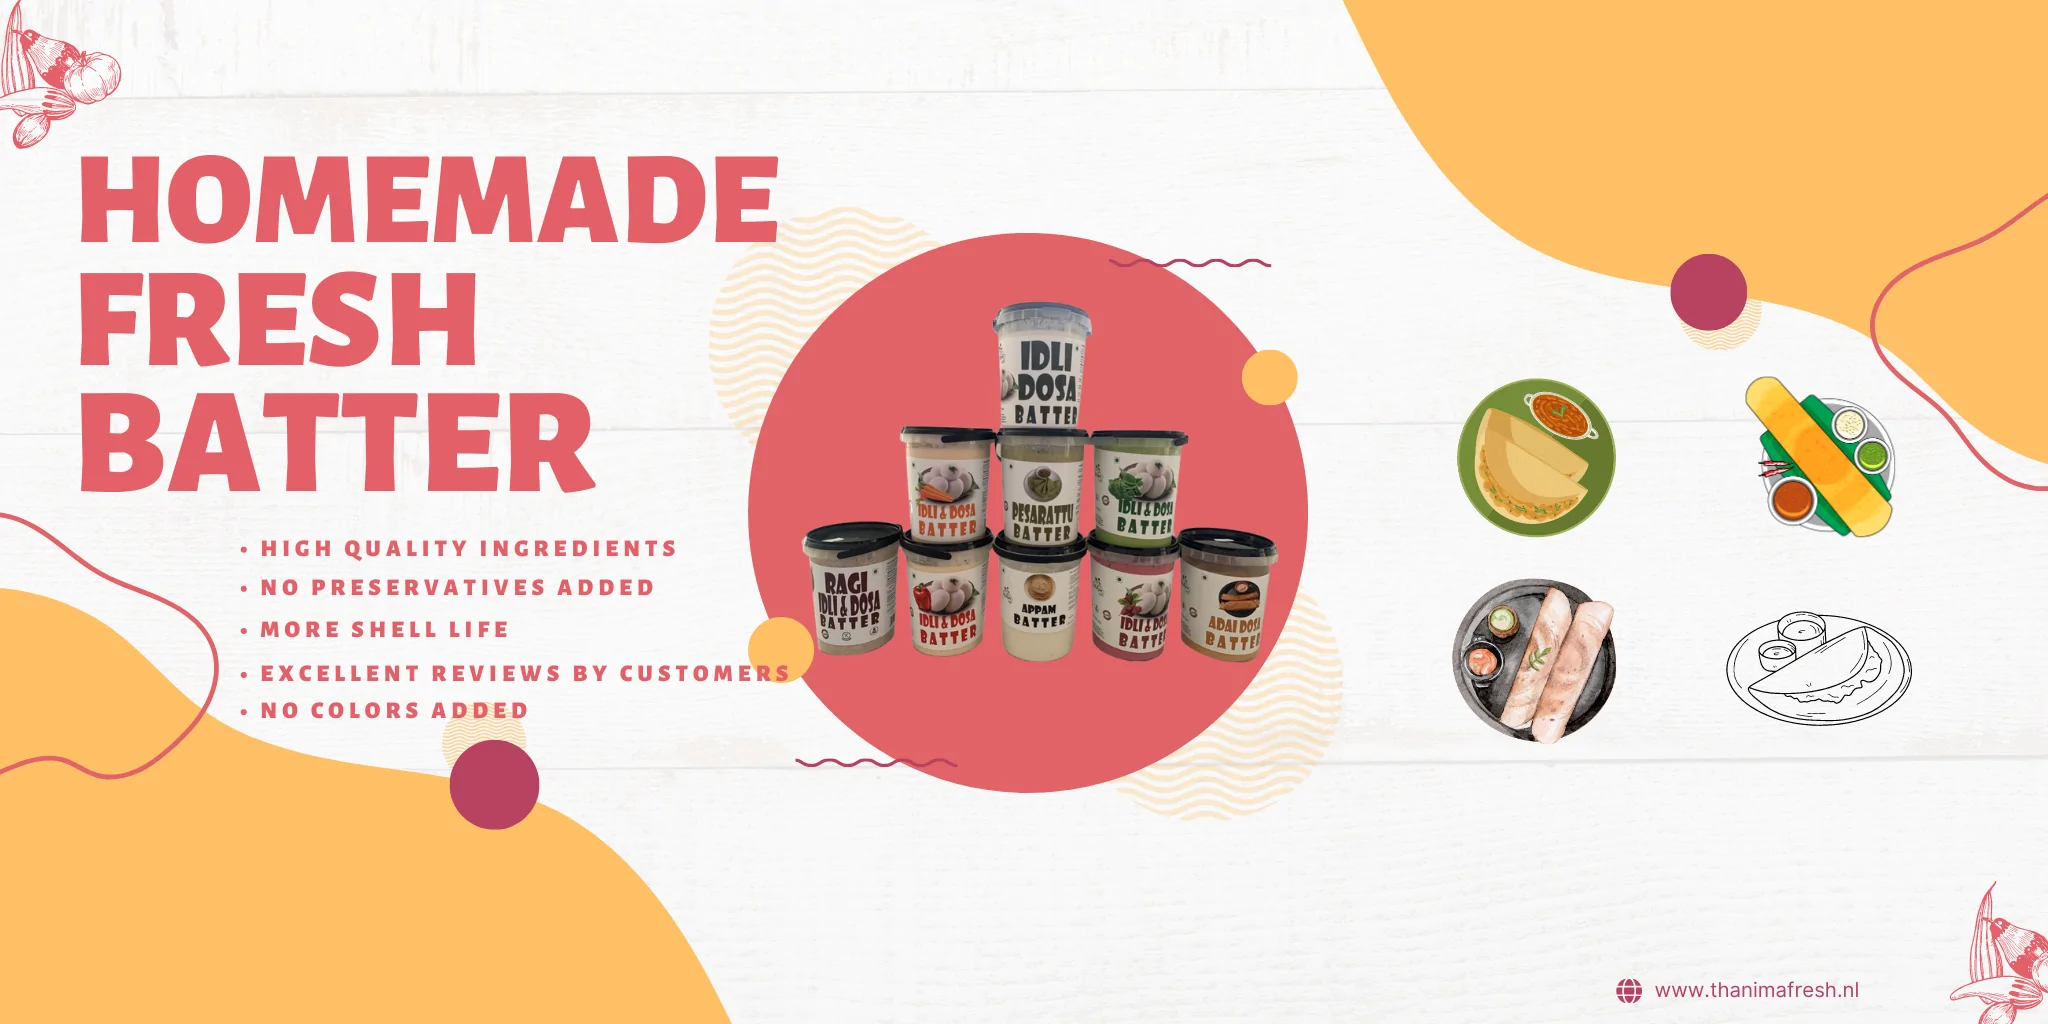 HOMEMADE
FRESH
BATTER
• HIGH QUALITY INGREDIENTS
• NO PRESERVATIVES ADDED
• MORE SHELL LIFE
• EXCELLENT REVIEWS BY CUSTOMERS
• NO COLORS ADDED
IDLI
DOSA
BATTER
IDLI & DOSA
BATTER
PESARATTU
BATTER
IDLI & DOSA
BATTER
RAGI
IDLI & DOSA
BATTER
IDLI & DOSA
BATTER
APPAM
BATTER
IDLI & DOSA
BATTER
ADAI DOSA
BATTER
www.thanimafresh.nl